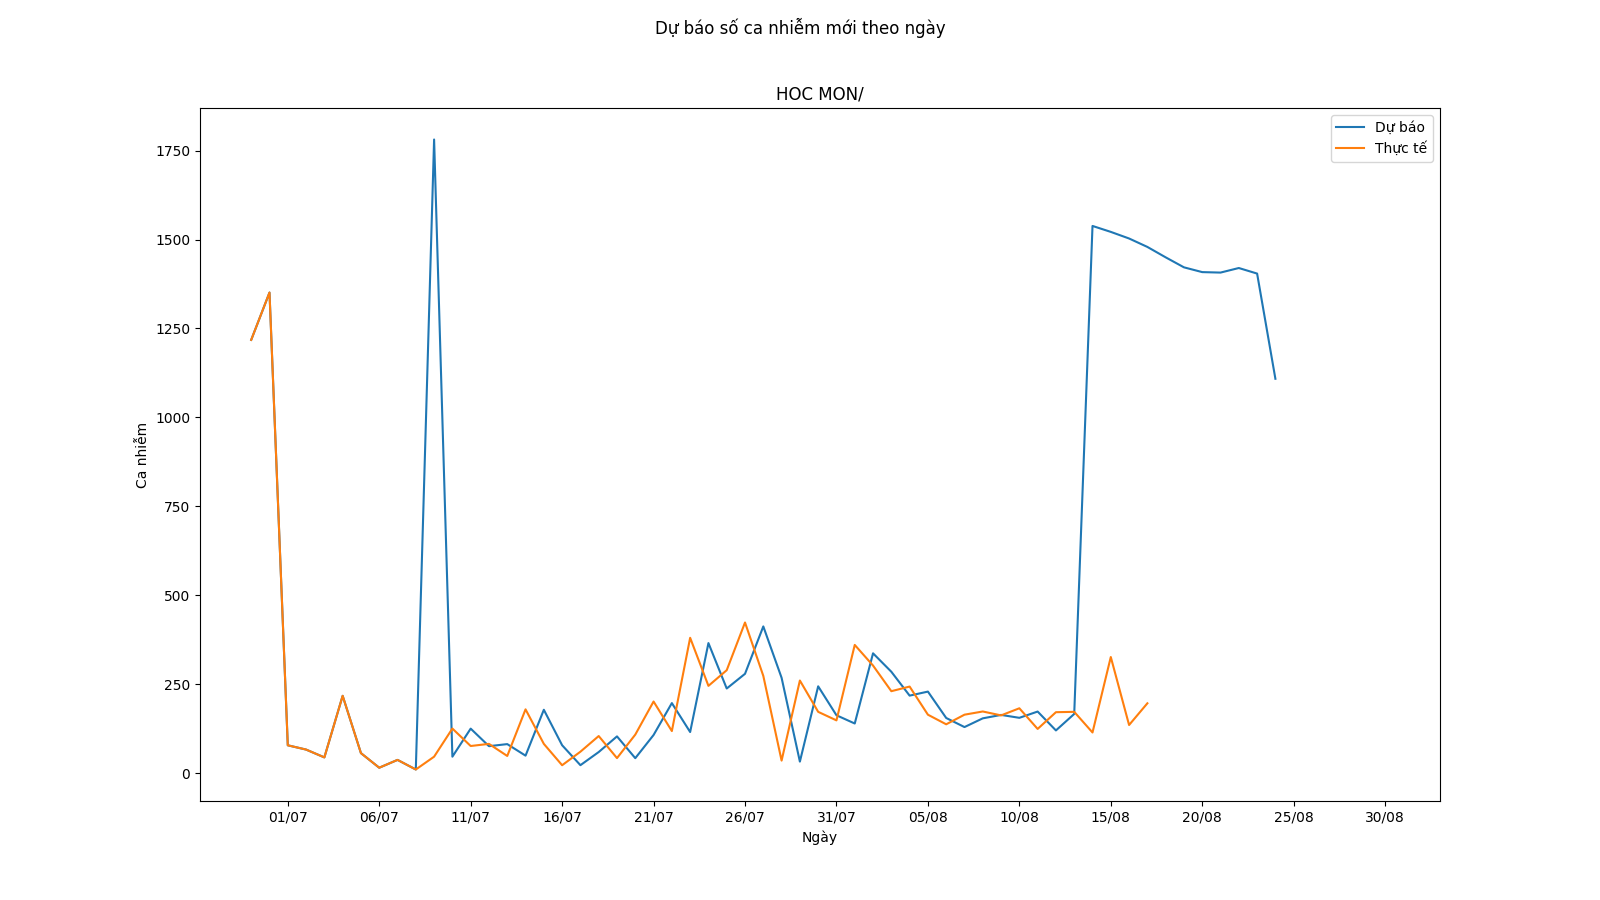 Dự báo số ca nhiễm mới theo ngày
HOC MON/
Dự báo
Thực tế
1750
1500
1250
1000
750
500
250
0
Ca nhiễm
01/07 06/07 11/07 16/07 21/07 26/07 31/07 05/08 10/08 15/08 20/08 25/08 30/08
Ngày